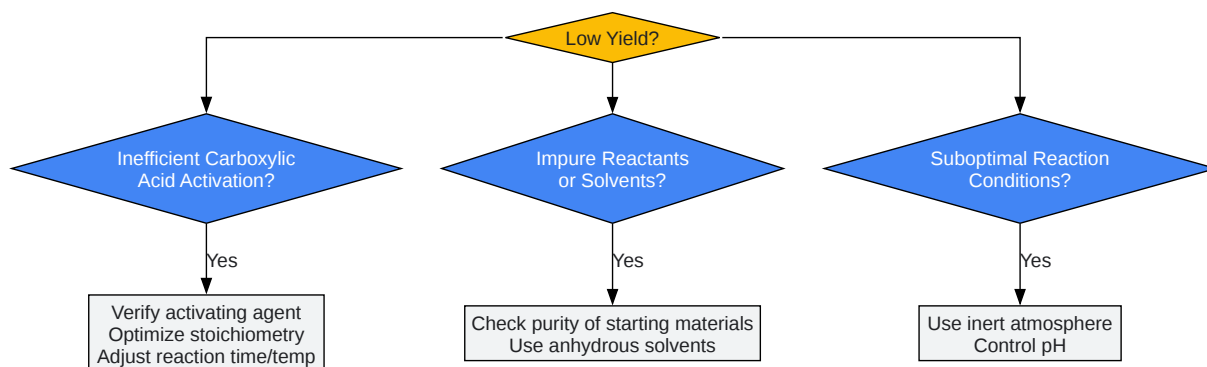 Low Yield?
Inefficient Carboxylic
Acid Activation?
Impure Reactants
or Solvents?
Suboptimal Reaction
Conditions?
Yes
Yes
Yes
Verify activating agent
Optimize stoichiometry
Adjust reaction time/temp
Check purity of starting materials
Use anhydrous solvents
Use inert atmosphere
Control pH